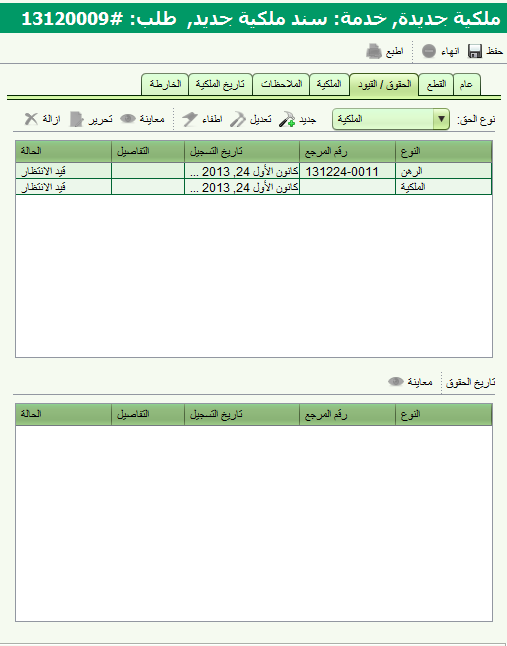 ملكية جديدة, خدمة: سند ملكية جديد, طلب: #13120009
حفظ انهاء اطبع
عام القطع الحقوق / القيود الملكية الملاحظات تاريخ الملكية الخارطة
نوع الحق: الملكية جديد تعديل اطفاء معاينة تحرير ازالة
النوع رقم المرجع تاريخ التسجيل التفاصيل الحالة
الرهن 131224-0011 كانون الأول 24, 2013 ... قيد الانتظار
الملكية كانون الأول 24, 2013 ... قيد الانتظار
تاريخ الحقوق معاينة
النوع رقم المرجع تاريخ التسجيل التفاصيل الحالة